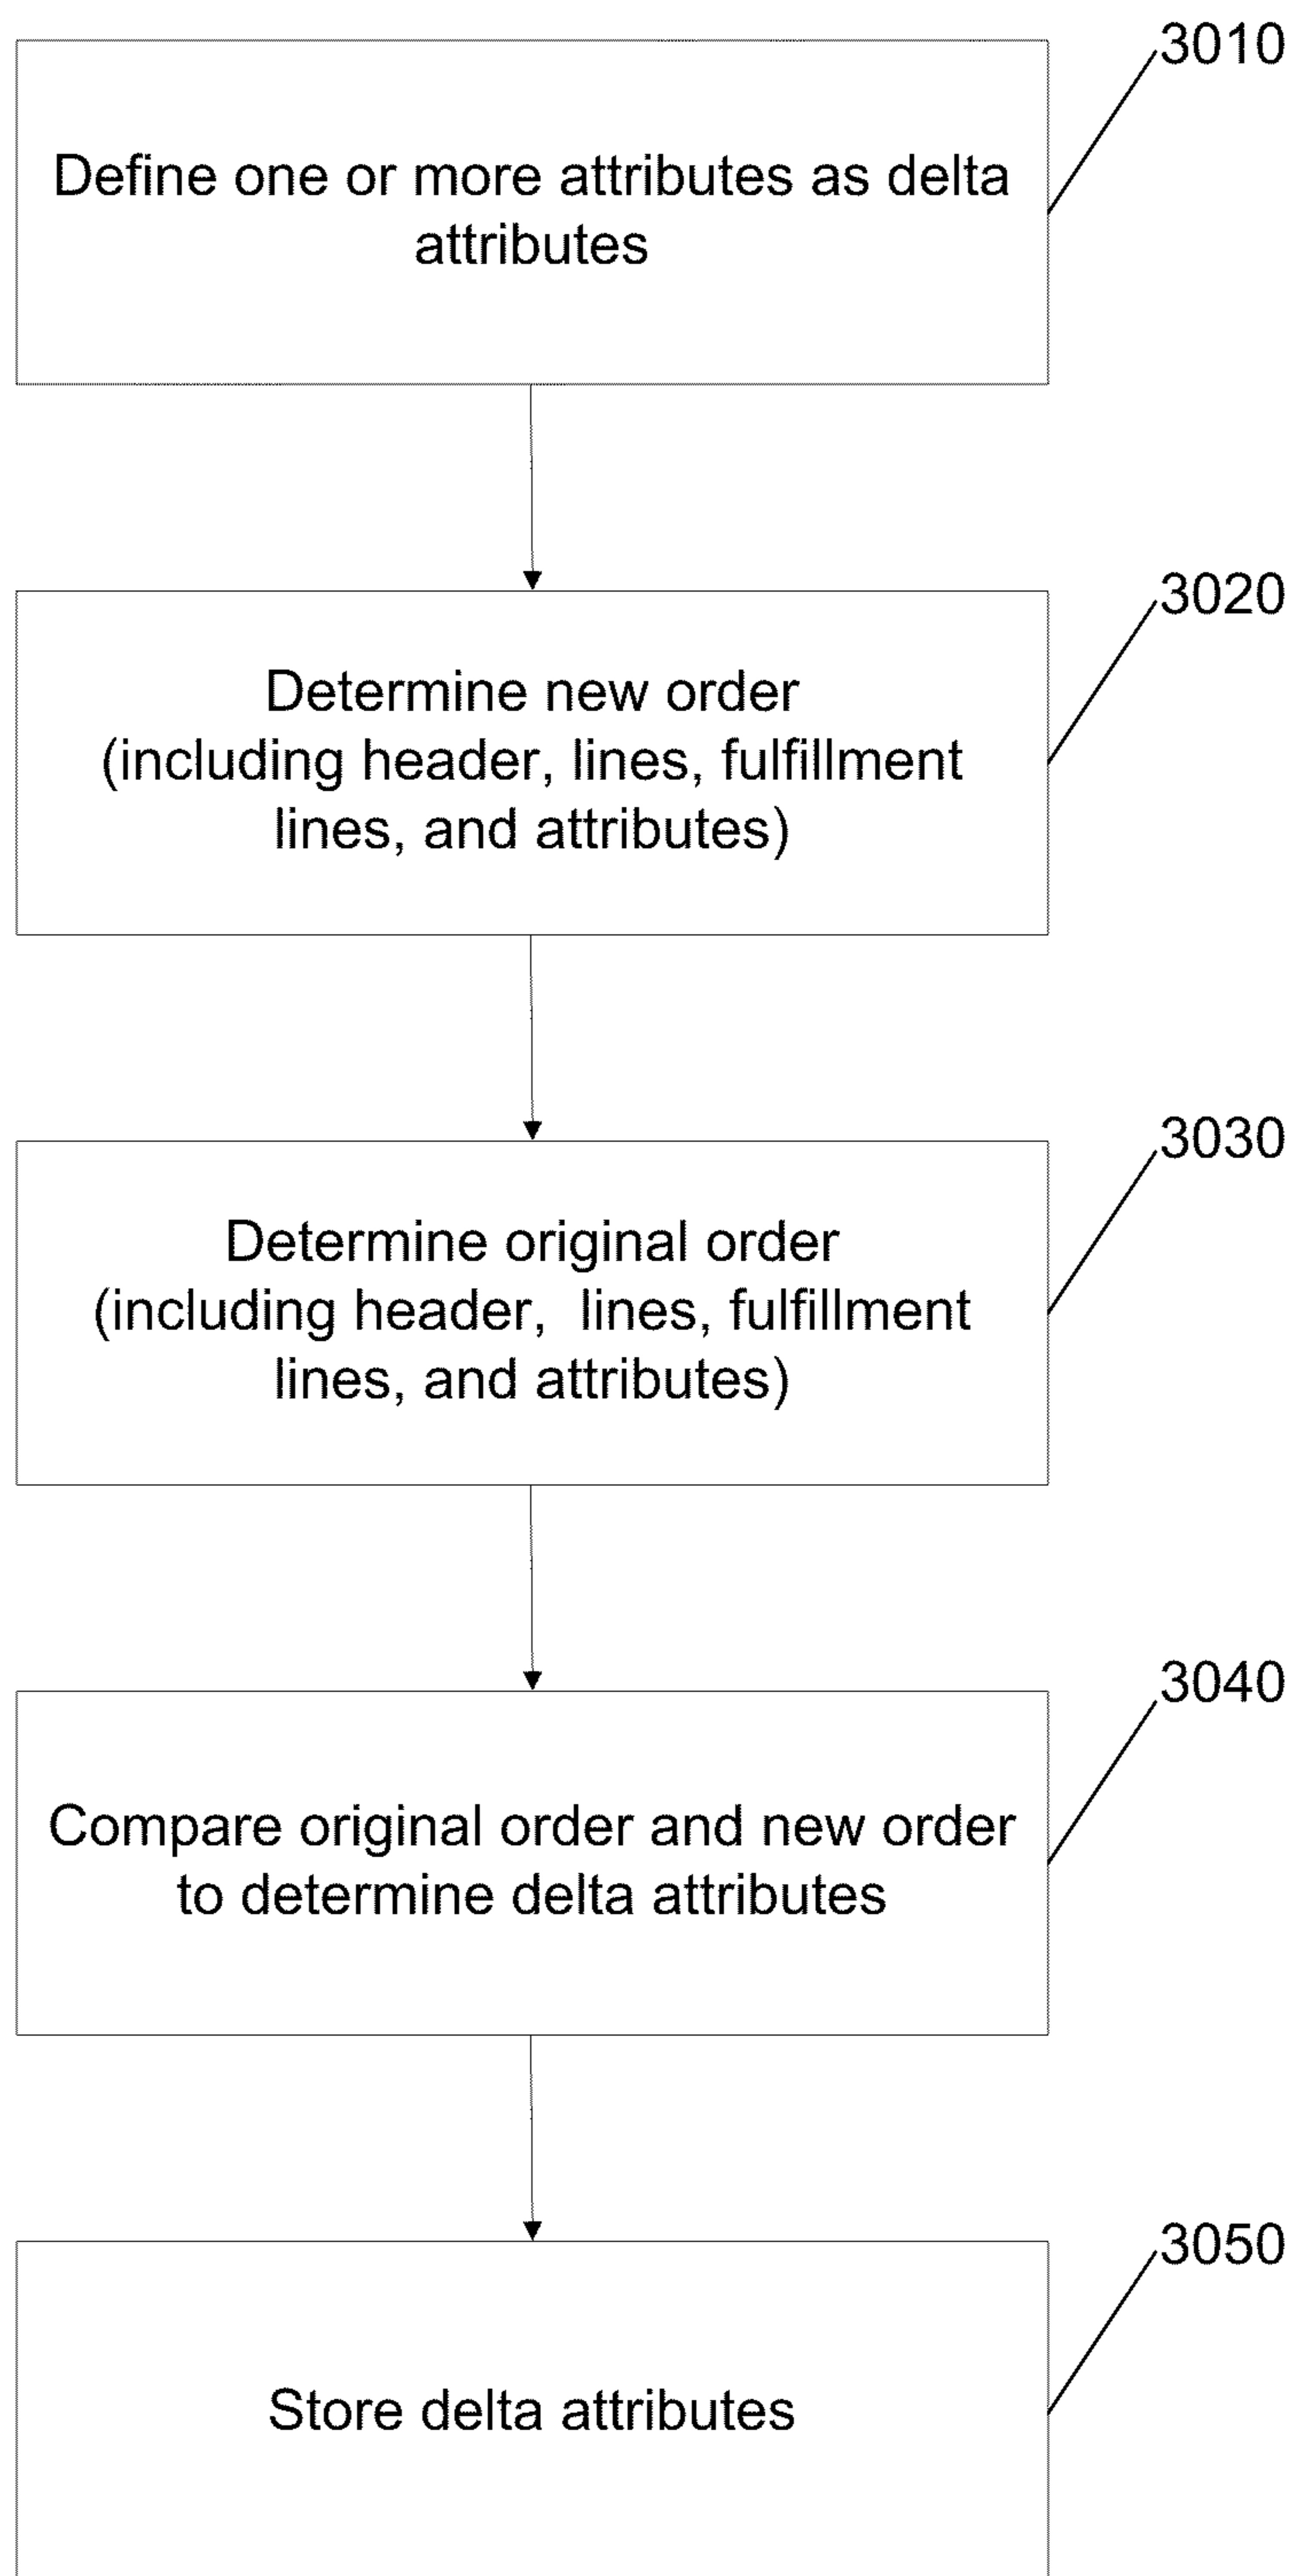 3010
Define one or more attributes as delta
attributes
3020
Determine new order
(including header, lines, fulfillment
lines, and attributes)
3030
Determine original order
(including header,  lines, fulfillment
lines, and attributes)
3040
Compare original order and new order
to determine delta attributes
3050
Store delta attributes